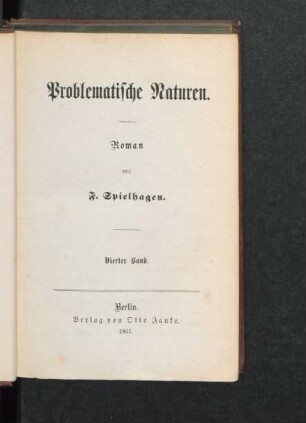 Problematische Naturen.
Roman
von
F. Spielhagen.
Vierter Band.
Berlin.
Verlag von Otto Janke.
1861.